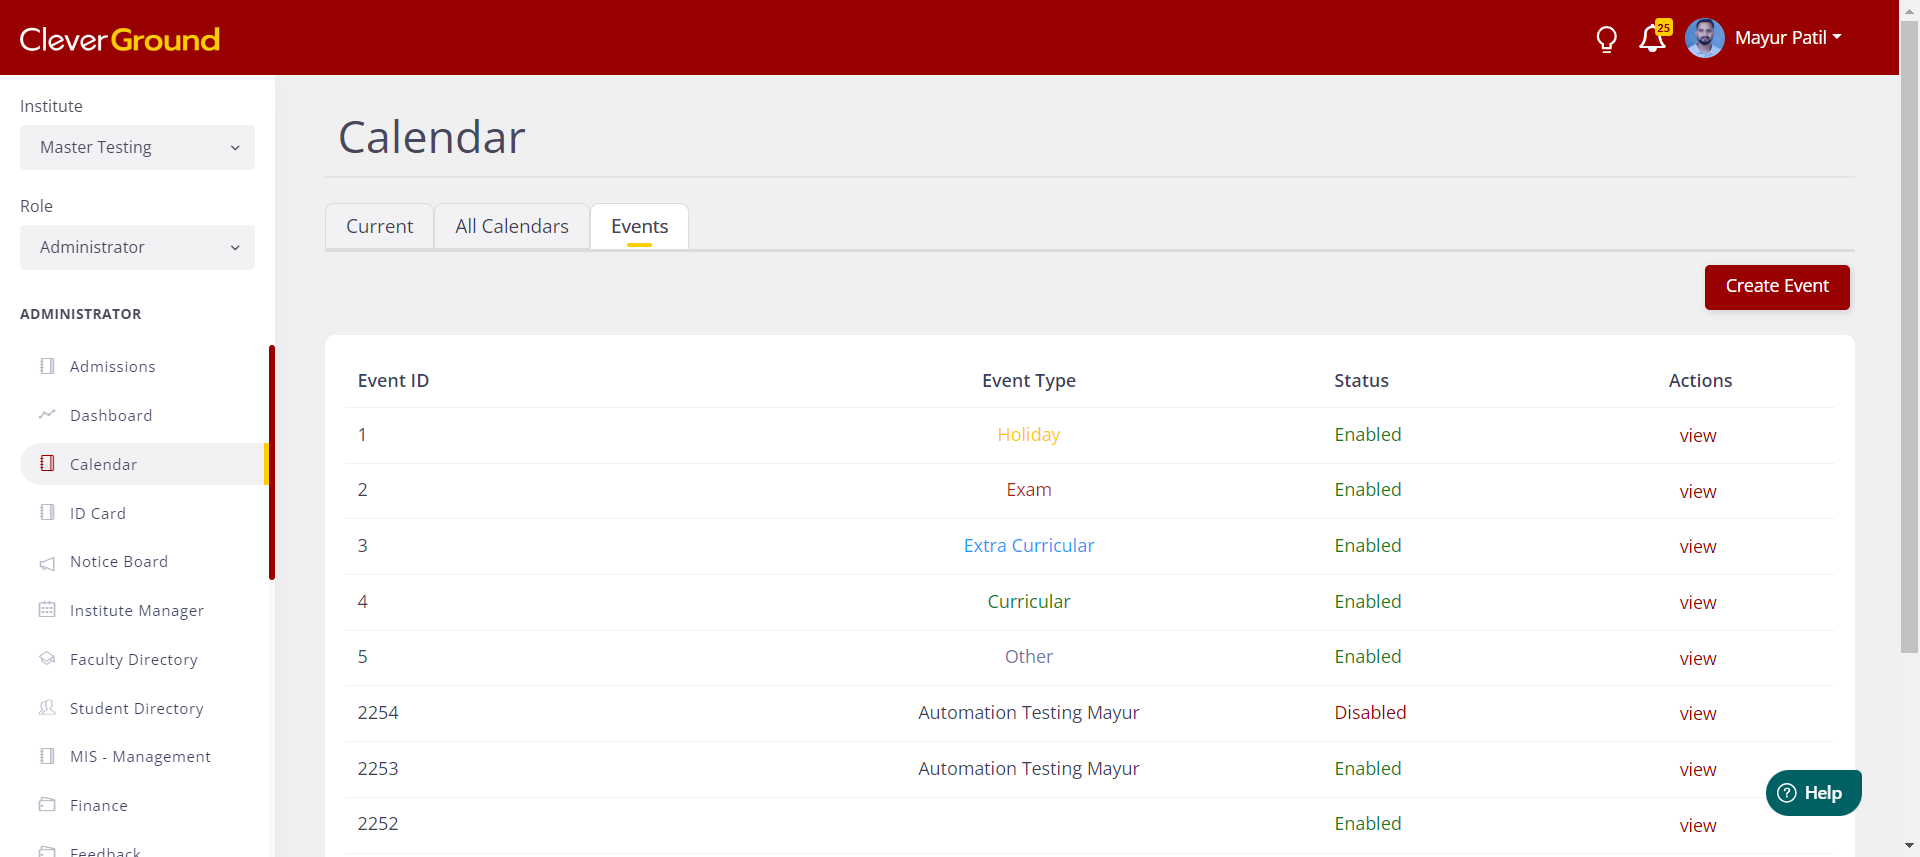 CleverGround
25
Mayur Patil
Institute
Master Testing
Role
Administrator
ADMINISTRATOR
Admissions
Dashboard
Calendar
ID Card
Notice Board
Institute Manager
Faculty Directory
Student Directory
MIS - Management
Finance
Feedback
Calendar
Current All Calendars Events
Create Event
Event ID Event Type Status Actions
1 Holiday Enabled view
2 Exam Enabled view
3 Extra Curricular Enabled view
4 Curricular Enabled view
5 Other Enabled view
2254 Automation Testing Mayur Disabled view
2253 Automation Testing Mayur Enabled view
2252 Enabled view
? Help